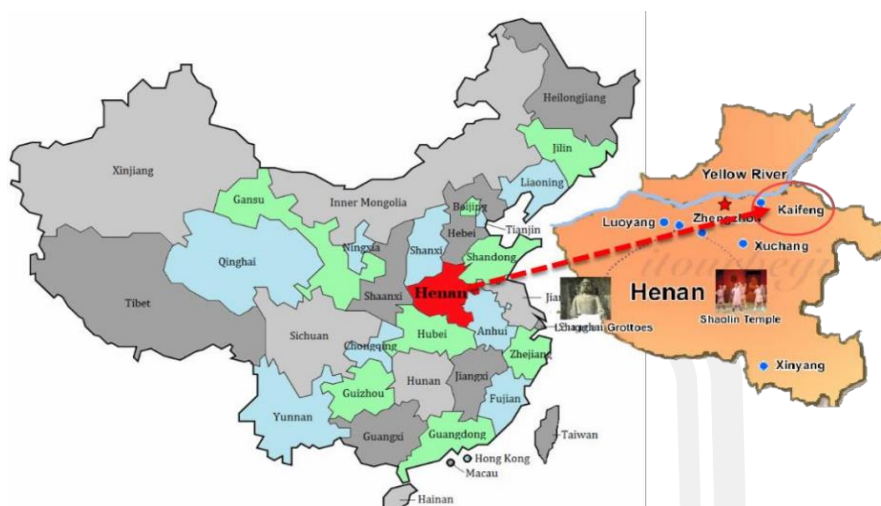 Heilongjiang
Jilin
Xinjiang
Liaoning
Inner Mongolia
Gansu
Beijing
Tianjin
Hebei
Ningxia
Shanxi
Shandong
Qinghai
Shaanxi
Henan
Tibet
Sichuan
Hubei
Anhui
Chongqing
Zhejiang
Hunan
Jiangxi
Guizhou
Fujian
Yunnan
Guangxi
Guangdong
Taiwan
Hong Kong
Macau
Hainan
Yellow River
Kaifeng
Zhengzhou
Luoyang
Xuchang
Henan
Grottoes
Shaolin Temple
Xinyang